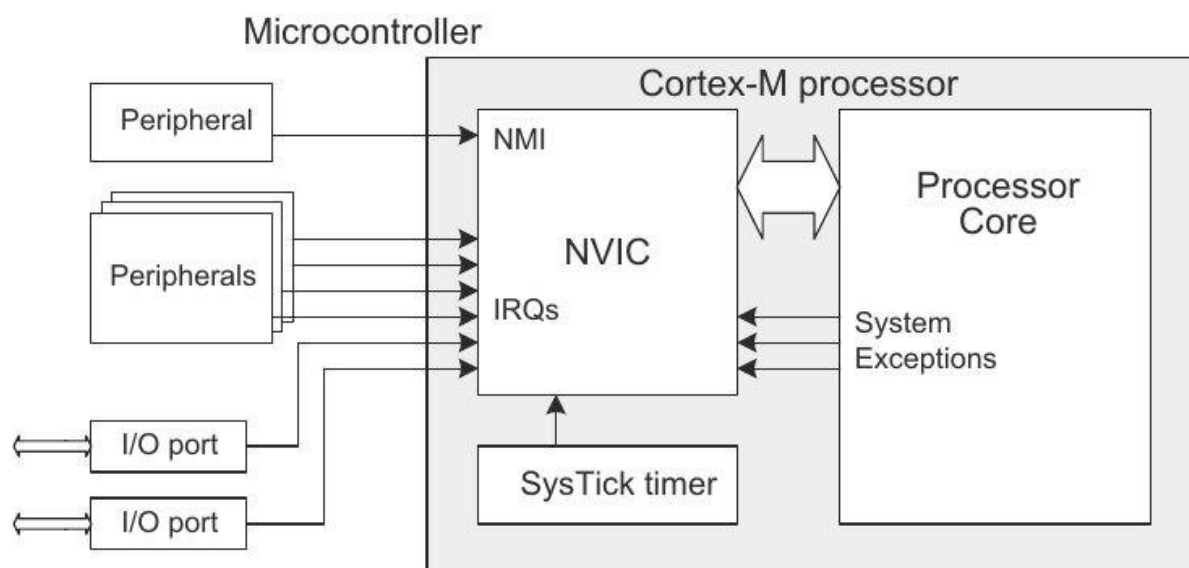 Microcontroller
Cortex-M processor
Peripheral
NMI
Processor
Core
NVIC
Peripherals
IRQs
System
Exceptions
I/O port
SysTick timer
I/O port